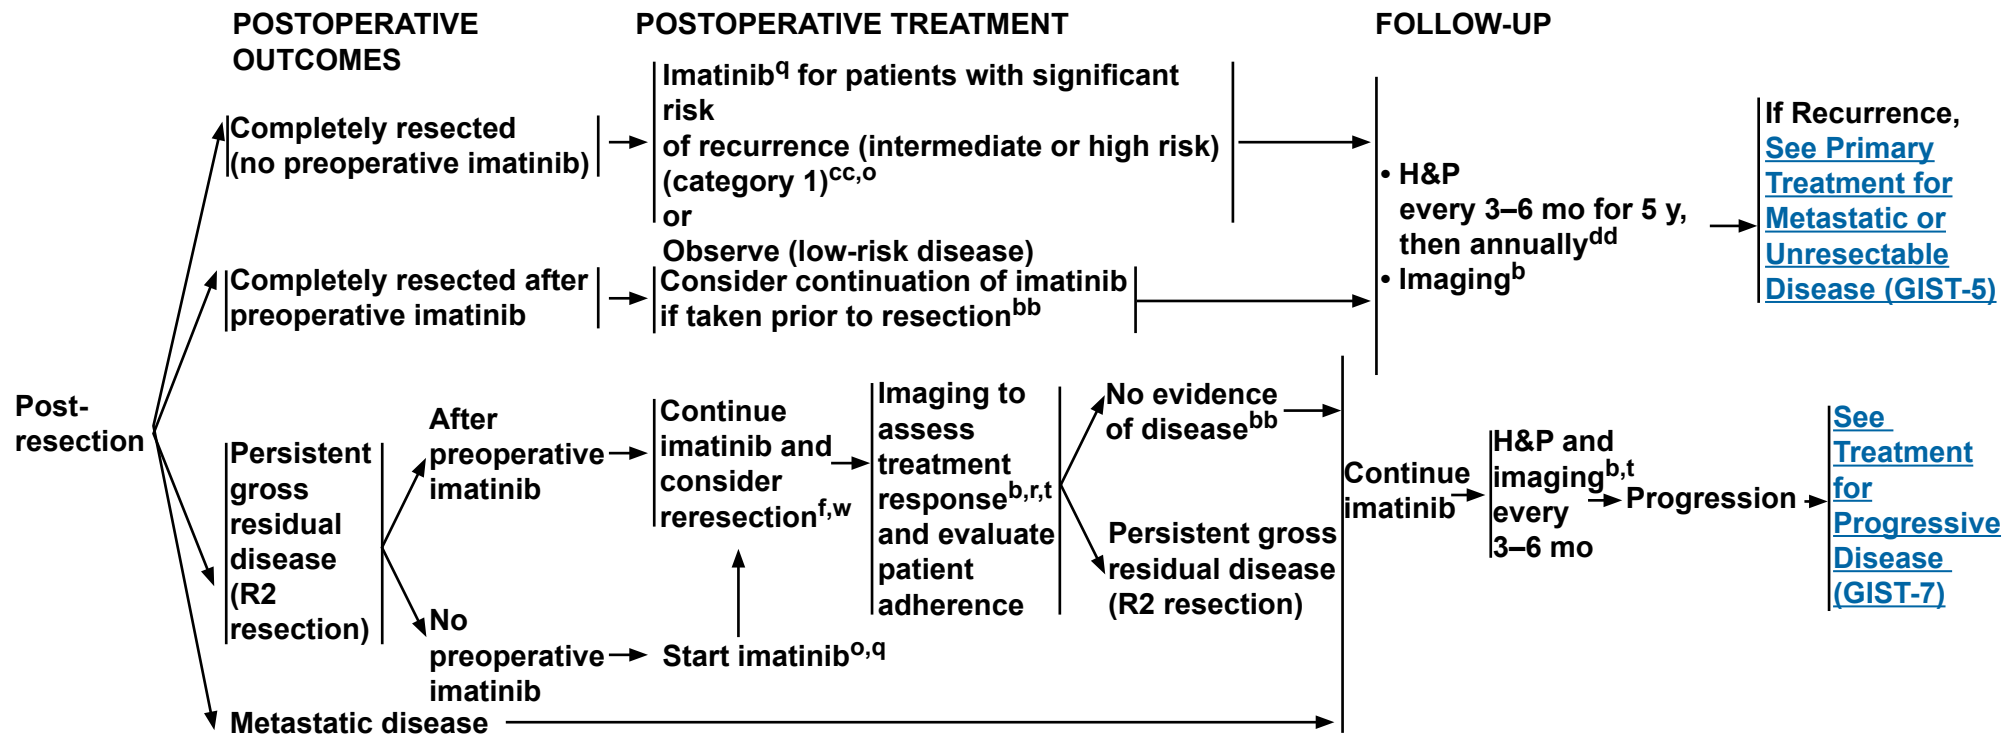 POSTOPERATIVE
OUTCOMES
POSTOPERATIVE TREATMENT
FOLLOW-UP
Post-
resection
Completely resected
(no preoperative imatinib)
Imatinibq for patients with significant
risk
of recurrence (intermediate or high risk)
(category 1)cc,o
or
Observe (low-risk disease)
Completely resected after
preoperative imatinib
Consider continuation of imatinib
if taken prior to resectionbb
• H&P
every 3–6 mo for 5 y,
then annuallydd
• Imagingb
If Recurrence,
See Primary
Treatment for
Metastatic or
Unresectable
Disease (GIST-5)
Persistent
gross
residual
disease
(R2
resection)
After
preoperative
imatinib
Continue
imatinib and
consider
reresectionf,w
No
preoperative
imatinib
Start imatinibo,q
Imaging to
assess
treatment
responseb,r,t
and evaluate
patient
adherence
No evidence
of diseasebb
Persistent gross
residual disease
(R2 resection)
Metastatic disease
Continue
imatinib
H&P and
imagingb,t
every
3–6 mo
Progression
See
Treatment
for
Progressive
Disease
(GIST-7)